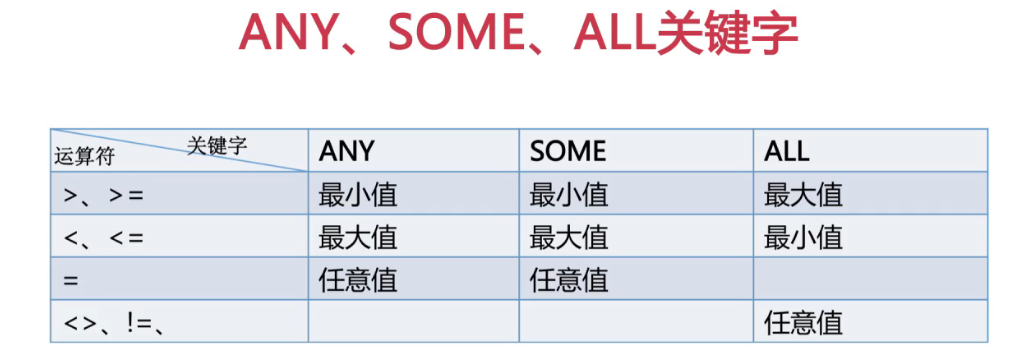 ANY、SOME、ALL关键字
运算符 关键字 ANY SOME ALL
>、>= 最小值 最小值 最大值
<、<= 最大值 最大值 最小值
= 任意值 任意值
<>、!=、 任意值